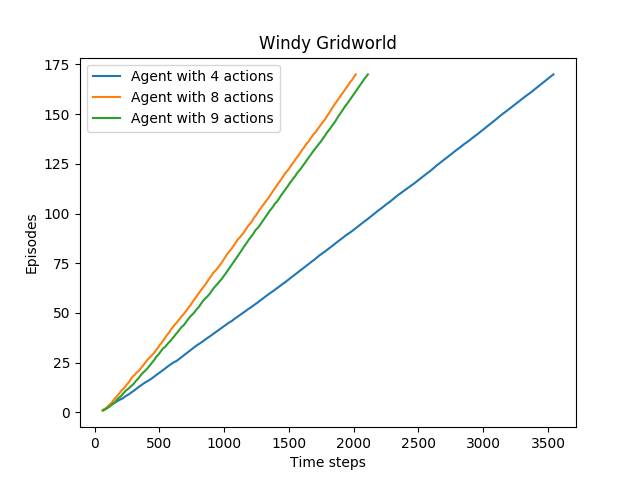 Windy Gridworld
Agent with 4 actions
Agent with 8 actions
Agent with 9 actions
175
150
125
100
75
50
25
0
Episodes
0 500 1000 1500 2000 2500 3000 3500
Time steps